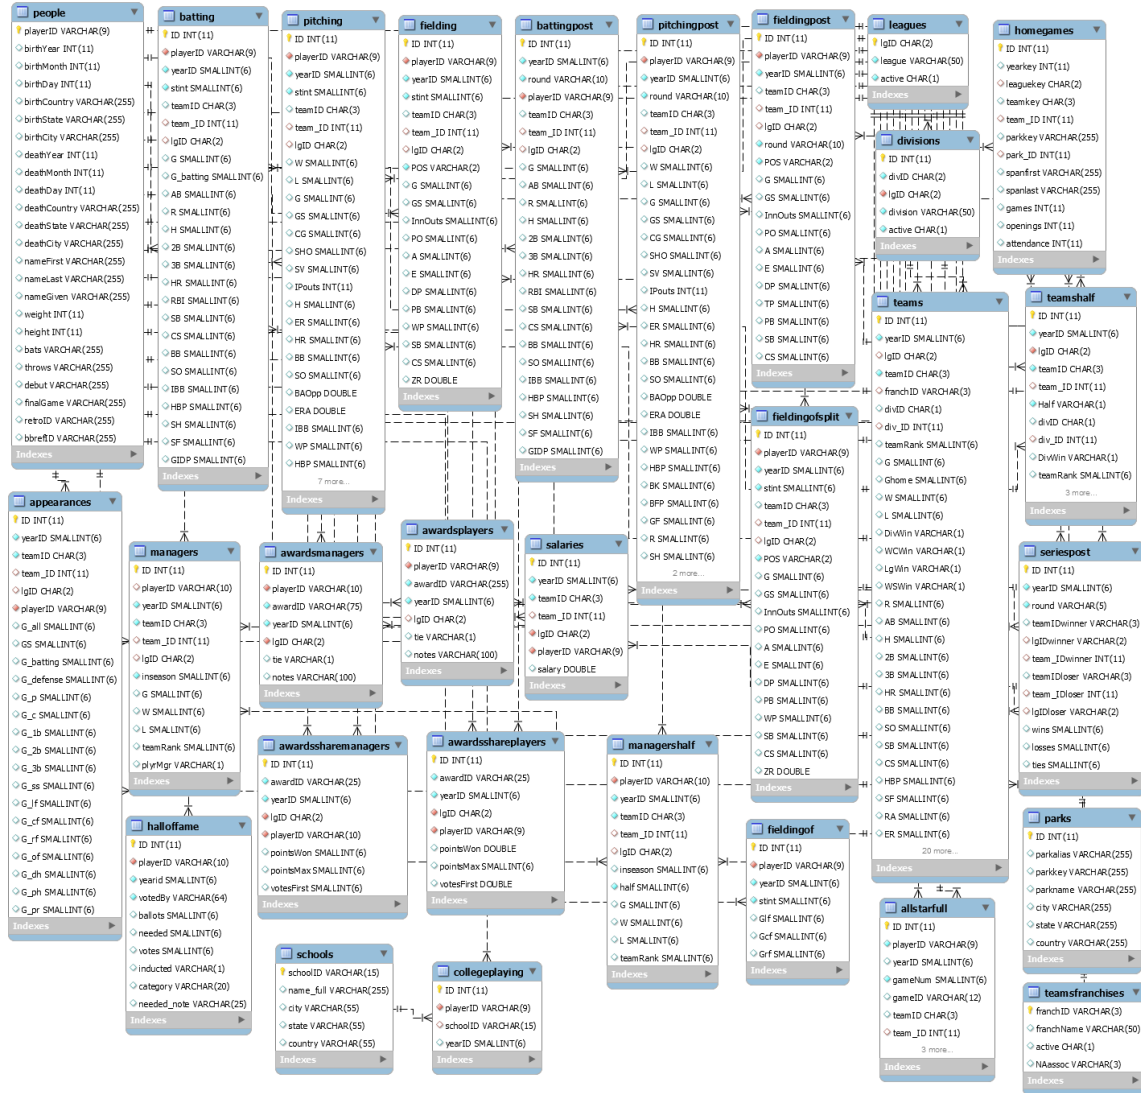 people
playerID VARCHAR(9)
birthYear INT(11)
birthMonth INT(11)
birthDay INT(11)
birthCountry VARCHAR(255)
birthState VARCHAR(255)
birthCity VARCHAR(255)
deathYear INT(11)
deathMonth INT(11)
deathDay INT(11)
deathCountry VARCHAR(255)
deathState VARCHAR(255)
deathCity VARCHAR(255)
nameFirst VARCHAR(255)
nameLast VARCHAR(255)
nameGiven VARCHAR(255)
weight INT(11)
height INT(11)
bats VARCHAR(255)
throws VARCHAR(255)
debut VARCHAR(255)
finalGame VARCHAR(255)
retroID VARCHAR(255)
bbrefID VARCHAR(255)
Indexes
batting
ID INT(11)
playerID VARCHAR(9)
yearID SMALLINT(6)
stint SMALLINT(6)
teamID CHAR(3)
team_ID INT(11)
lgID CHAR(2)
G SMALLINT(6)
G_batting SMALLINT(6)
AB SMALLINT(6)
R SMALLINT(6)
H SMALLINT(6)
2B SMALLINT(6)
3B SMALLINT(6)
HR SMALLINT(6)
RBI SMALLINT(6)
SB SMALLINT(6)
CS SMALLINT(6)
BB SMALLINT(6)
SO SMALLINT(6)
IBB SMALLINT(6)
HBP SMALLINT(6)
SH SMALLINT(6)
SF SMALLINT(6)
GIDP SMALLINT(6)
Indexes
pitching
ID INT(11)
playerID VARCHAR(9)
yearID SMALLINT(6)
stint SMALLINT(6)
teamID CHAR(3)
team_ID INT(11)
lgID CHAR(2)
W SMALLINT(6)
L SMALLINT(6)
G SMALLINT(6)
GS SMALLINT(6)
CG SMALLINT(6)
SHO SMALLINT(6)
SV SMALLINT(6)
IPouts INT(11)
H SMALLINT(6)
ER SMALLINT(6)
HR SMALLINT(6)
BB SMALLINT(6)
SO SMALLINT(6)
BAOpp DOUBLE
ERA DOUBLE
IBB SMALLINT(6)
WP SMALLINT(6)
HBP SMALLINT(6)
7 more...
Indexes
fielding
ID INT(11)
playerID VARCHAR(9)
yearID SMALLINT(6)
stint SMALLINT(6)
teamID CHAR(3)
team_ID INT(11)
lgID CHAR(2)
POS VARCHAR(2)
G SMALLINT(6)
GS SMALLINT(6)
InnOuts SMALLINT(6)
PO SMALLINT(6)
A SMALLINT(6)
E SMALLINT(6)
DP SMALLINT(6)
PB SMALLINT(6)
WP SMALLINT(6)
SB SMALLINT(6)
CS SMALLINT(6)
ZR DOUBLE
Indexes
battingpost
ID INT(11)
yearID SMALLINT(6)
round VARCHAR(10)
playerID VARCHAR(9)
teamID CHAR(3)
team_ID INT(11)
lgID CHAR(2)
G SMALLINT(6)
AB SMALLINT(6)
R SMALLINT(6)
H SMALLINT(6)
2B SMALLINT(6)
3B SMALLINT(6)
HR SMALLINT(6)
RBI SMALLINT(6)
SB SMALLINT(6)
CS SMALLINT(6)
BB SMALLINT(6)
SO SMALLINT(6)
IBB SMALLINT(6)
HBP SMALLINT(6)
SH SMALLINT(6)
SF SMALLINT(6)
GIDP SMALLINT(6)
Indexes
pitchingpost
ID INT(11)
playerID VARCHAR(9)
yearID SMALLINT(6)
round VARCHAR(10)
teamID CHAR(3)
team_ID INT(11)
lgID CHAR(2)
W SMALLINT(6)
L SMALLINT(6)
G SMALLINT(6)
GS SMALLINT(6)
CG SMALLINT(6)
SHO SMALLINT(6)
SV SMALLINT(6)
IPouts INT(11)
H SMALLINT(6)
ER SMALLINT(6)
HR SMALLINT(6)
BB SMALLINT(6)
SO SMALLINT(6)
BAOpp DOUBLE
ERA DOUBLE
IBB SMALLINT(6)
WP SMALLINT(6)
HBP SMALLINT(6)
BK SMALLINT(6)
BFP SMALLINT(6)
GF SMALLINT(6)
R SMALLINT(6)
SH SMALLINT(6)
2 more...
Indexes
fieldingpost
ID INT(11)
playerID VARCHAR(9)
yearID SMALLINT(6)
teamID CHAR(3)
team_ID INT(11)
lgID CHAR(2)
round VARCHAR(10)
POS VARCHAR(2)
G SMALLINT(6)
GS SMALLINT(6)
InnOuts SMALLINT(6)
PO SMALLINT(6)
A SMALLINT(6)
E SMALLINT(6)
DP SMALLINT(6)
TP SMALLINT(6)
PB SMALLINT(6)
SB SMALLINT(6)
CS SMALLINT(6)
Indexes
leagues
lgID CHAR(2)
league VARCHAR(50)
active CHAR(1)
Indexes
homegames
ID INT(11)
yearkey INT(11)
leaguekey CHAR(2)
teamkey CHAR(3)
team_ID INT(11)
parkkey VARCHAR(255)
park_ID INT(11)
spanfirst VARCHAR(255)
spanlast VARCHAR(255)
games INT(11)
openings INT(11)
attendance INT(11)
Indexes
divisions
ID INT(11)
divID CHAR(2)
lgID CHAR(2)
division VARCHAR(50)
active CHAR(1)
Indexes
teams
ID INT(11)
yearID SMALLINT(6)
lgID CHAR(2)
teamID CHAR(3)
franchID VARCHAR(3)
divID CHAR(1)
div_ID INT(11)
teamRank SMALLINT(6)
G SMALLINT(6)
Ghome SMALLINT(6)
W SMALLINT(6)
L SMALLINT(6)
DivWin VARCHAR(1)
WCWin VARCHAR(1)
LgWin VARCHAR(1)
WSWin VARCHAR(1)
R SMALLINT(6)
AB SMALLINT(6)
H SMALLINT(6)
2B SMALLINT(6)
3B SMALLINT(6)
HR SMALLINT(6)
BB SMALLINT(6)
SO SMALLINT(6)
SB SMALLINT(6)
CS SMALLINT(6)
HBP SMALLINT(6)
SF SMALLINT(6)
RA SMALLINT(6)
ER SMALLINT(6)
20 more...
Indexes
teamshalf
ID INT(11)
yearID SMALLINT(6)
lgID CHAR(2)
teamID CHAR(3)
team_ID INT(11)
Half VARCHAR(1)
divID CHAR(1)
div_ID INT(11)
DivWin VARCHAR(1)
teamRank SMALLINT(6)
3 more...
Indexes
fieldingofsplit
ID INT(11)
playerID VARCHAR(9)
yearID SMALLINT(6)
stint SMALLINT(6)
teamID CHAR(3)
team_ID INT(11)
lgID CHAR(2)
POS VARCHAR(2)
G SMALLINT(6)
GS SMALLINT(6)
InnOuts SMALLINT(6)
PO SMALLINT(6)
A SMALLINT(6)
E SMALLINT(6)
DP SMALLINT(6)
PB SMALLINT(6)
WP SMALLINT(6)
SB SMALLINT(6)
CS SMALLINT(6)
ZR DOUBLE
Indexes
appearances
ID INT(11)
yearID SMALLINT(6)
teamID CHAR(3)
team_ID INT(11)
lgID CHAR(2)
playerID VARCHAR(9)
G_all SMALLINT(6)
GS SMALLINT(6)
G_batting SMALLINT(6)
G_defense SMALLINT(6)
G_p SMALLINT(6)
G_c SMALLINT(6)
G_1b SMALLINT(6)
G_2b SMALLINT(6)
G_3b SMALLINT(6)
G_ss SMALLINT(6)
G_lf SMALLINT(6)
G_cf SMALLINT(6)
G_rf SMALLINT(6)
G_of SMALLINT(6)
G_dh SMALLINT(6)
G_ph SMALLINT(6)
G_pr SMALLINT(6)
Indexes
managers
ID INT(11)
playerID VARCHAR(10)
yearID SMALLINT(6)
teamID CHAR(3)
team_ID INT(11)
lgID CHAR(2)
inseason SMALLINT(6)
G SMALLINT(6)
W SMALLINT(6)
L SMALLINT(6)
teamRank SMALLINT(6)
plyrMgr VARCHAR(1)
Indexes
awardsmanagers
ID INT(11)
playerID VARCHAR(10)
awardID VARCHAR(75)
yearID SMALLINT(6)
lgID CHAR(2)
tie VARCHAR(1)
notes VARCHAR(100)
Indexes
awardsplayers
ID INT(11)
playerID VARCHAR(9)
awardID VARCHAR(255)
yearID SMALLINT(6)
lgID CHAR(2)
tie VARCHAR(1)
notes VARCHAR(100)
Indexes
salaries
ID INT(11)
yearID SMALLINT(6)
teamID CHAR(3)
team_ID INT(11)
lgID CHAR(2)
playerID VARCHAR(9)
salary DOUBLE
Indexes
seriespost
ID INT(11)
yearID SMALLINT(6)
round VARCHAR(5)
teamIDwinner VARCHAR(3)
lgIDwinner VARCHAR(2)
team_IDwinner INT(11)
teamIDloser VARCHAR(3)
team_IDloser INT(11)
lgIDloser VARCHAR(2)
wins SMALLINT(6)
losses SMALLINT(6)
ties SMALLINT(6)
Indexes
halloffame
ID INT(11)
playerID VARCHAR(10)
yearid SMALLINT(6)
votedBy VARCHAR(64)
ballots SMALLINT(6)
needed SMALLINT(6)
votes SMALLINT(6)
inducted VARCHAR(1)
category VARCHAR(20)
needed_note VARCHAR(25)
Indexes
awardssharemanagers
ID INT(11)
awardID VARCHAR(25)
yearID SMALLINT(6)
lgID CHAR(2)
playerID VARCHAR(10)
pointsWon SMALLINT(6)
pointsMax SMALLINT(6)
votesFirst SMALLINT(6)
Indexes
awardsshareplayers
ID INT(11)
awardID VARCHAR(25)
yearID SMALLINT(6)
lgID CHAR(2)
playerID VARCHAR(9)
pointsWon DOUBLE
pointsMax SMALLINT(6)
votesFirst DOUBLE
Indexes
managershalf
ID INT(11)
playerID VARCHAR(10)
yearID SMALLINT(6)
teamID CHAR(3)
team_ID INT(11)
lgID CHAR(2)
inseason SMALLINT(6)
half SMALLINT(6)
G SMALLINT(6)
W SMALLINT(6)
L SMALLINT(6)
teamRank SMALLINT(6)
Indexes
fieldingof
ID INT(11)
playerID VARCHAR(9)
yearID SMALLINT(6)
stint SMALLINT(6)
Glf SMALLINT(6)
Gcf SMALLINT(6)
Grf SMALLINT(6)
Indexes
parks
ID INT(11)
parkalias VARCHAR(255)
parkkey VARCHAR(255)
parkname VARCHAR(255)
city VARCHAR(255)
state VARCHAR(255)
country VARCHAR(255)
Indexes
allstarfull
ID INT(11)
playerID VARCHAR(9)
yearID SMALLINT(6)
gameNum SMALLINT(6)
gameID VARCHAR(12)
teamID CHAR(3)
team_ID INT(11)
3 more...
Indexes
schools
schoolID VARCHAR(15)
name_full VARCHAR(255)
city VARCHAR(55)
state VARCHAR(55)
country VARCHAR(55)
Indexes
collegeplaying
ID INT(11)
playerID VARCHAR(9)
schoolID VARCHAR(15)
yearID SMALLINT(6)
Indexes
teamsfranchises
franchID VARCHAR(3)
franchName VARCHAR(50)
active CHAR(1)
NAassoc VARCHAR(3)
Indexes